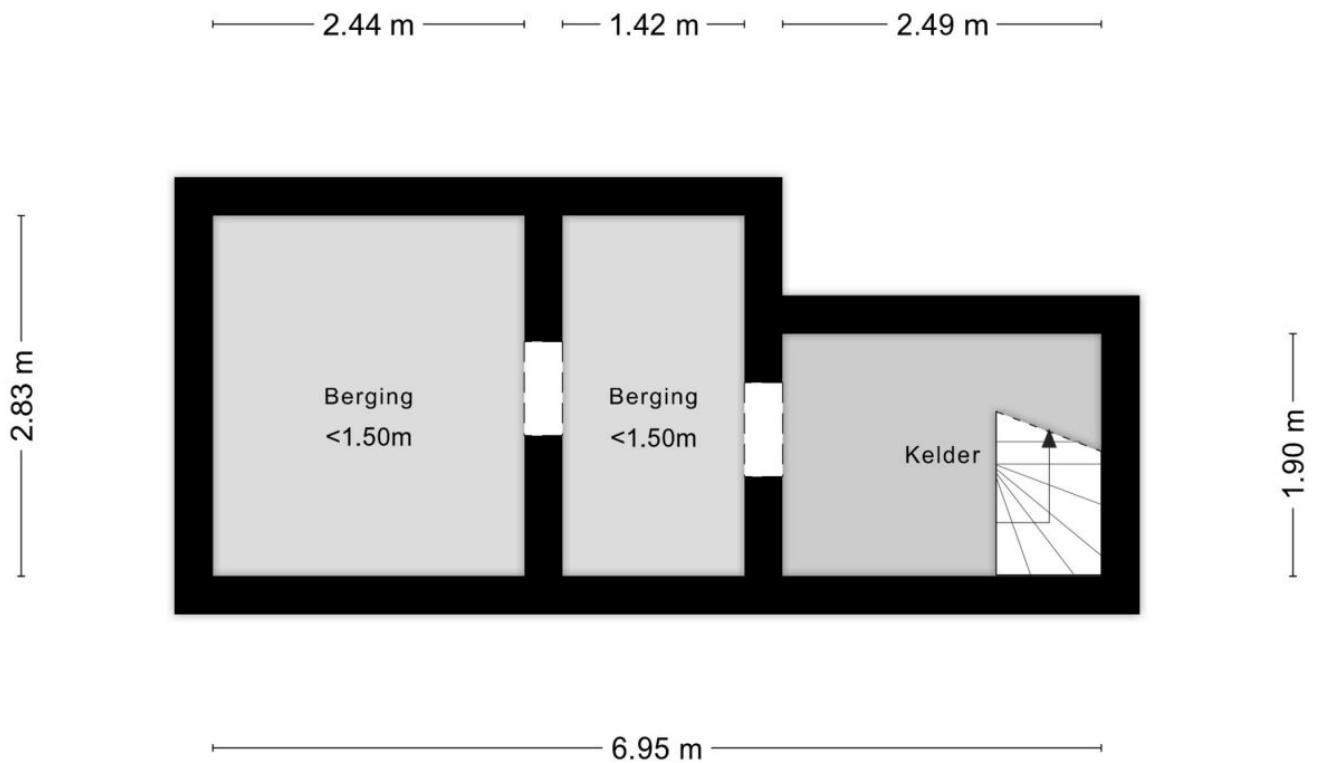 2.44 m
1.42 m
2.49 m
2.83 m
Berging
<1.50m
Berging
<1.50m
Kelder
1.90 m
6.95 m